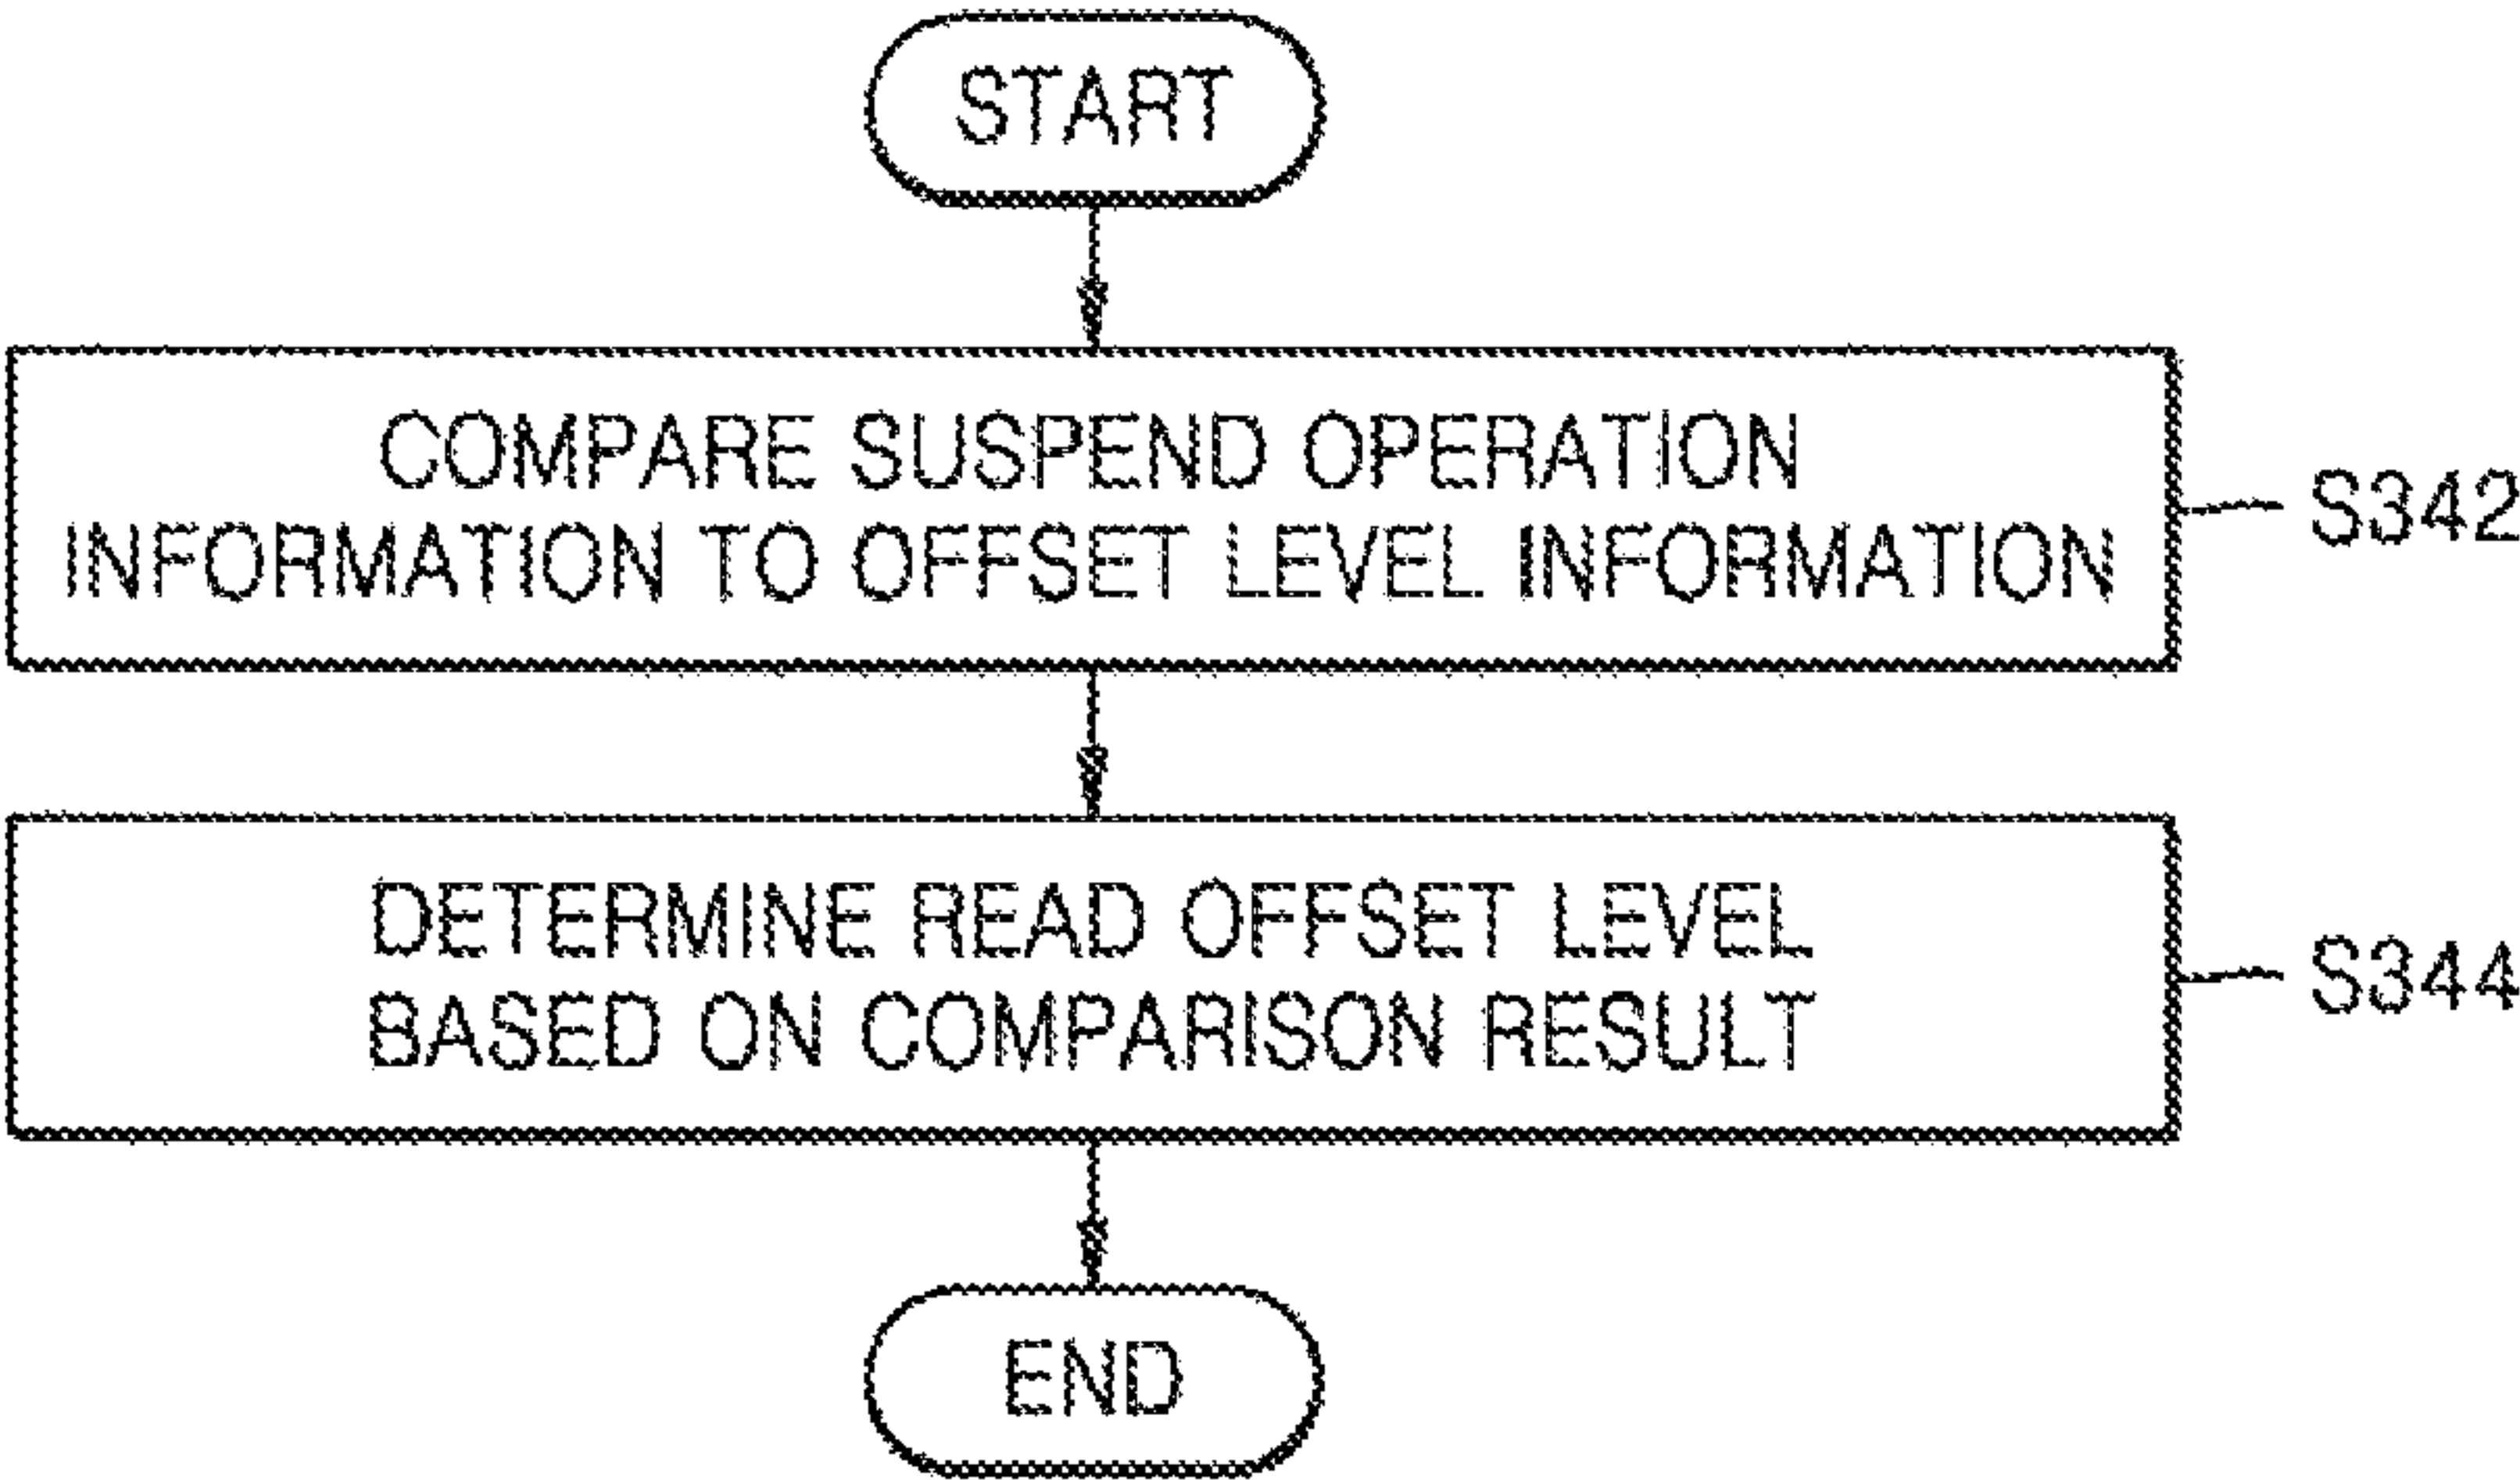 START
COMPARE SUSPEND OPERATION
INFORMATION TO OFFSET LEVEL INFORMATION
S342
DETERMINE READ OFFSET LEVEL
BASED ON COMPARISON RESULT
S344
END